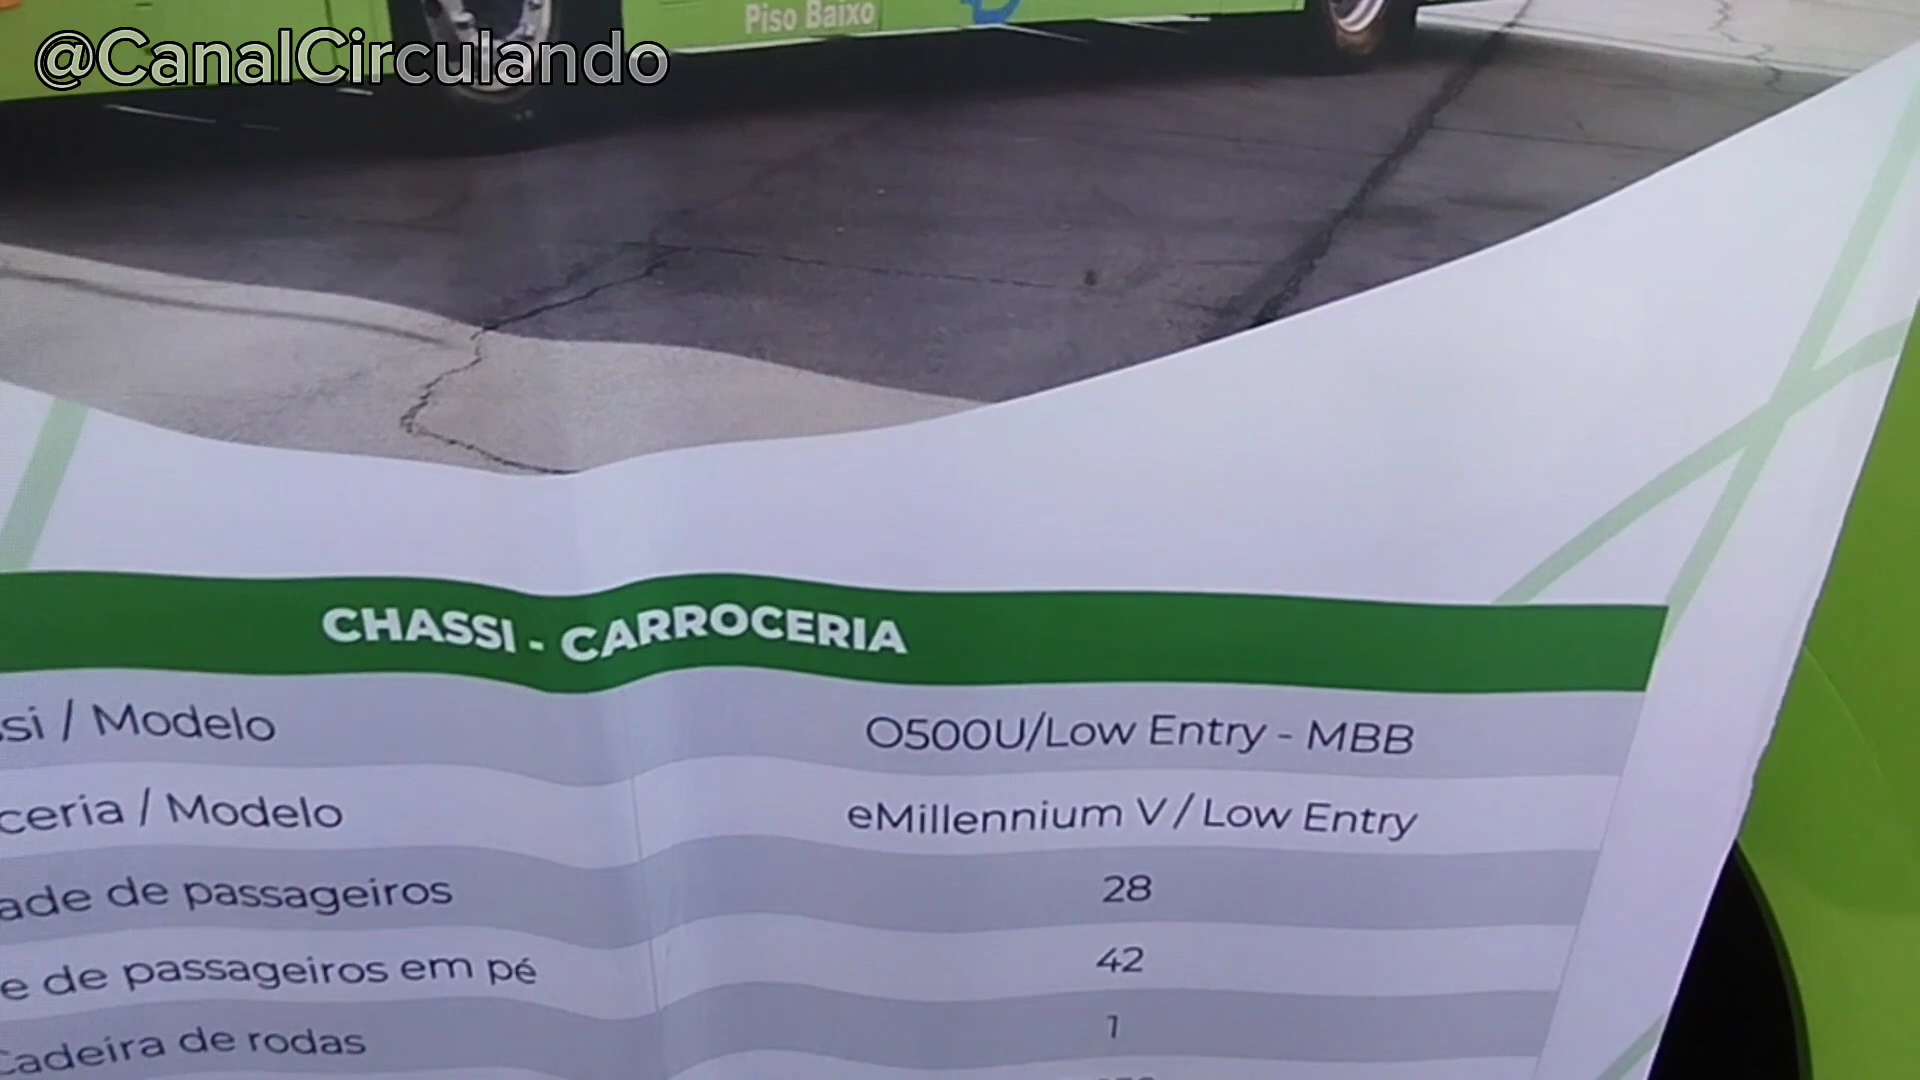 Piso Baixo
@CanalCirculando
CHASSI - CARROCERIA
si / Modelo O500U/Low Entry - MBB
ceria / Modelo eMillennium V / Low Entry
ade de passageiros 28
e de passageiros em pé 42
Cadeira de rodas 1